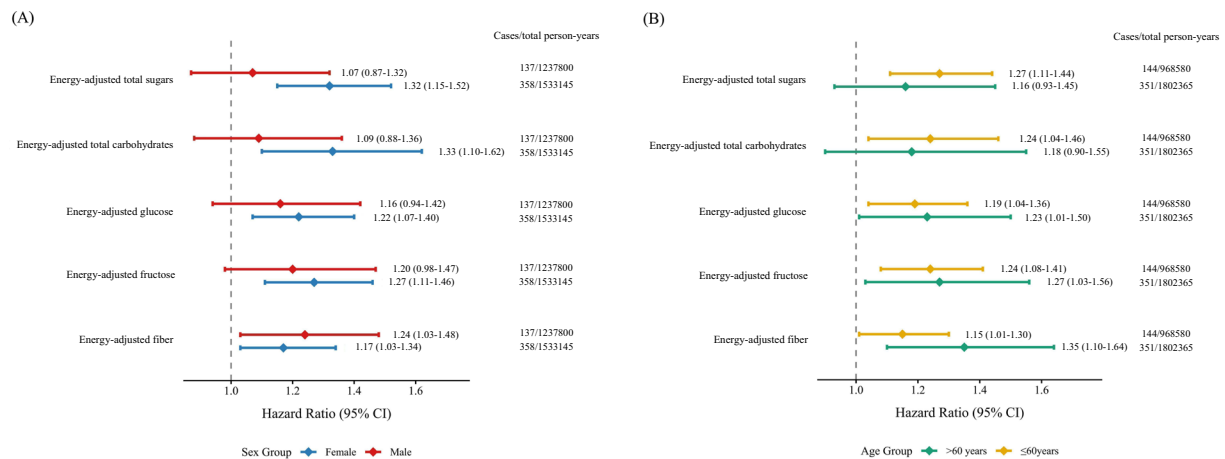 (A)
Cases/total person-years
Energy-adjusted total sugars
1.07 (0.87-1.32)
137/1237800
1.32 (1.15-1.52)
358/1533145
Energy-adjusted total carbohydrates
1.09 (0.88-1.36)
137/1237800
1.33 (1.10-1.62)
358/1533145
Energy-adjusted glucose
1.16 (0.94-1.42)
137/1237800
1.22 (1.07-1.40)
358/1533145
Energy-adjusted fructose
1.20 (0.98-1.47)
137/1237800
1.27 (1.11-1.46)
358/1533145
Energy-adjusted fiber
1.24 (1.03-1.48)
137/1237800
1.17 (1.03-1.34)
358/1533145
1.0 1.2 1.4 1.6
Hazard Ratio (95% CI)
Sex Group Female Male
(B)
Cases/total person-years
Energy-adjusted total sugars
1.27 (1.11-1.44)
144/968580
1.16 (0.93-1.45)
351/1802365
Energy-adjusted total carbohydrates
1.24 (1.04-1.46)
144/968580
1.18 (0.90-1.55)
351/1802365
Energy-adjusted glucose
1.19 (1.04-1.36)
144/968580
1.23 (1.01-1.50)
351/1802365
Energy-adjusted fructose
1.24 (1.08-1.41)
144/968580
1.27 (1.03-1.56)
351/1802365
Energy-adjusted fiber
1.15 (1.01-1.30)
144/968580
1.35 (1.10-1.64)
351/1802365
1.0 1.2 1.4 1.6
Hazard Ratio (95% CI)
Age Group >60 years ≤60years